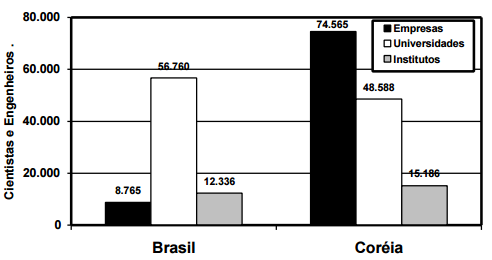 Cientistas e Engenheiros .
80.000
60.000
40.000
20.000
0
Empresas
Universidades
Institutos
8.765
56.760
12.336
74.565
48.588
15.186
Brasil
Coréia